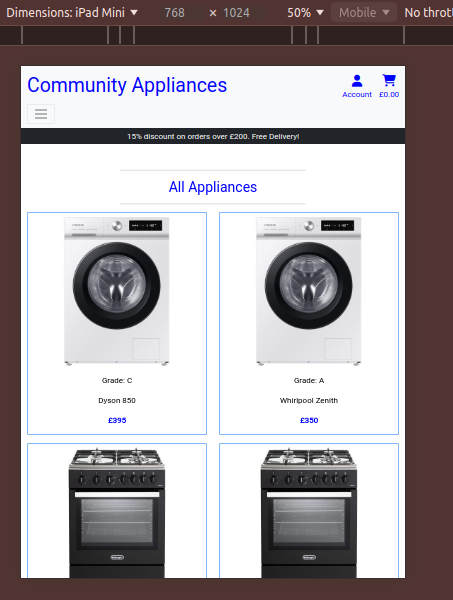 Dimensions: iPad Mini 768 × 1024 50% Mobile No thrott
Community Appliances
Account £0.00
15% discount on orders over £200. Free Delivery!
All Appliances
Grade: C
Dyson 850
£395
Grade: A
Whirlpool Zenith
£350